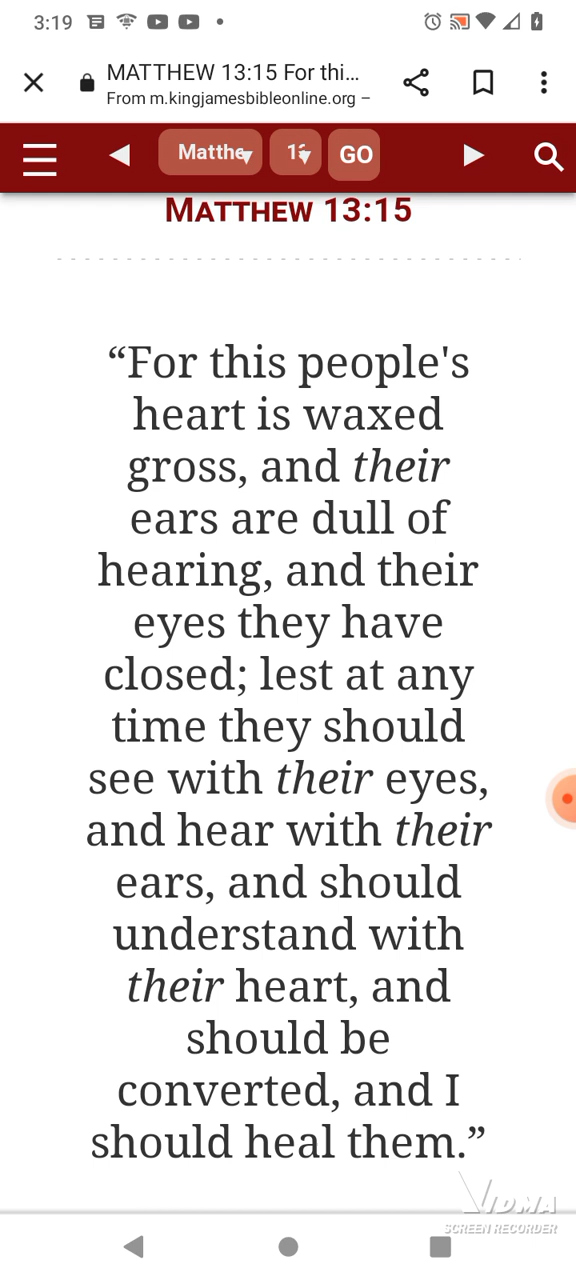 3:19
MATTHEW 13:15 For thi...
From m.kingjamesbibleonline.org –
Matthe GO
MATTHEW 13:15
“For this people's
heart is waxed
gross, and their
ears are dull of
hearing, and their
eyes they have
closed; lest at any
time they should
see with their eyes,
and hear with their
ears, and should
understand with
their heart, and
should be
converted, and I
should heal them.”
VIDMA
SCREEN RECORDER